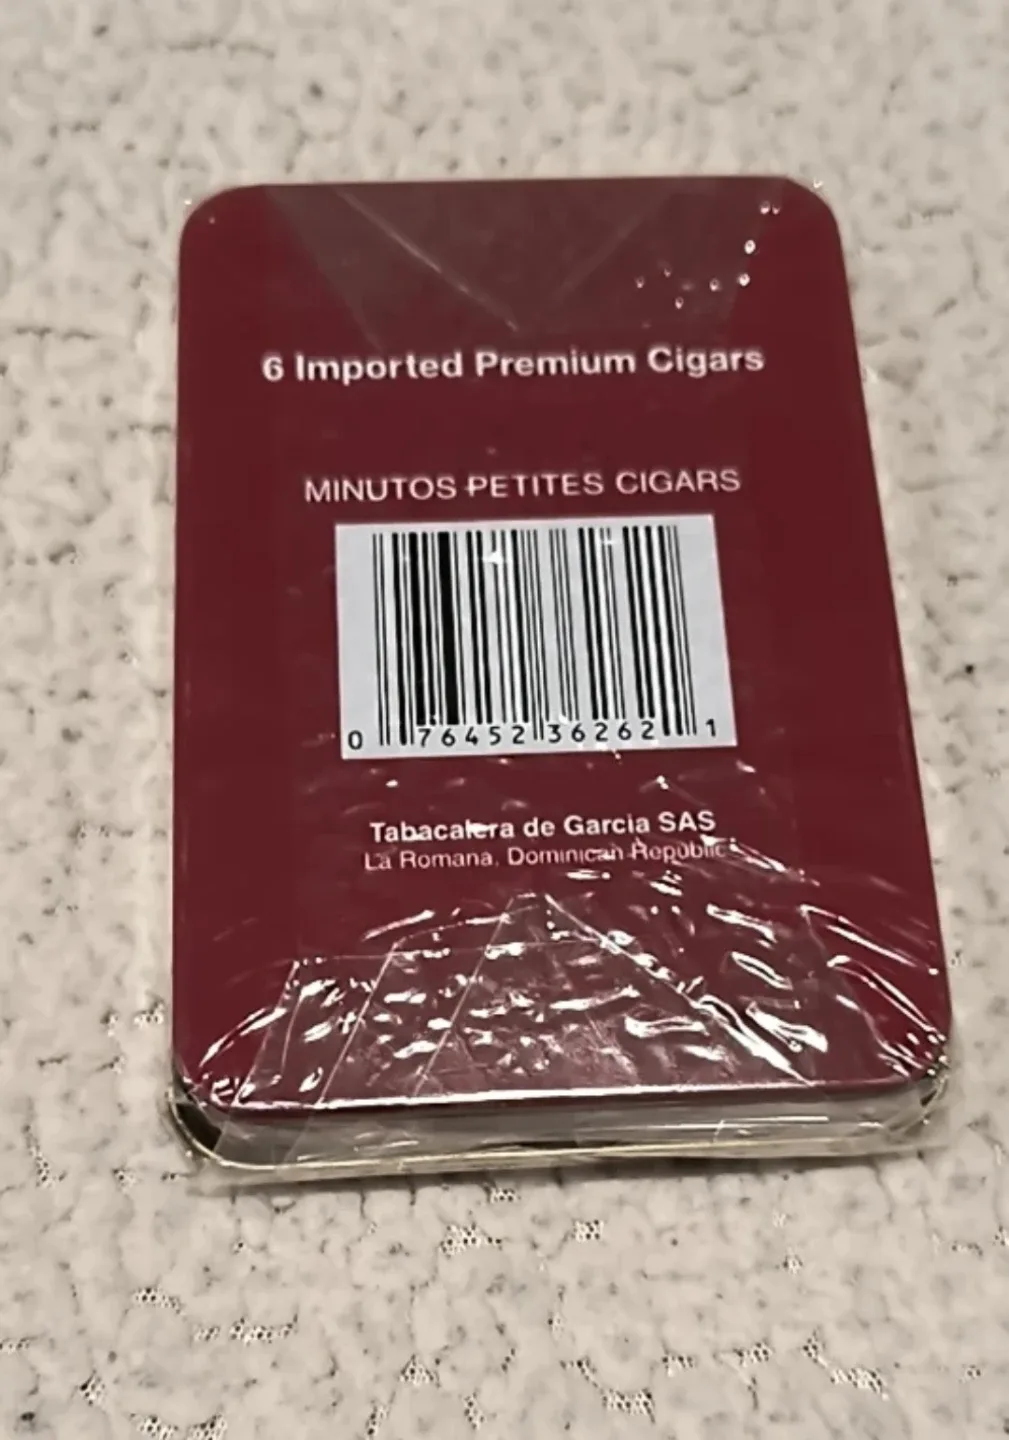 6 Imported Premium Cigars
MINUTOS PETITES CIGARS
0 76452 36262 1
Tabacalera de Garcia SAS
La Romana, Dominican Republic